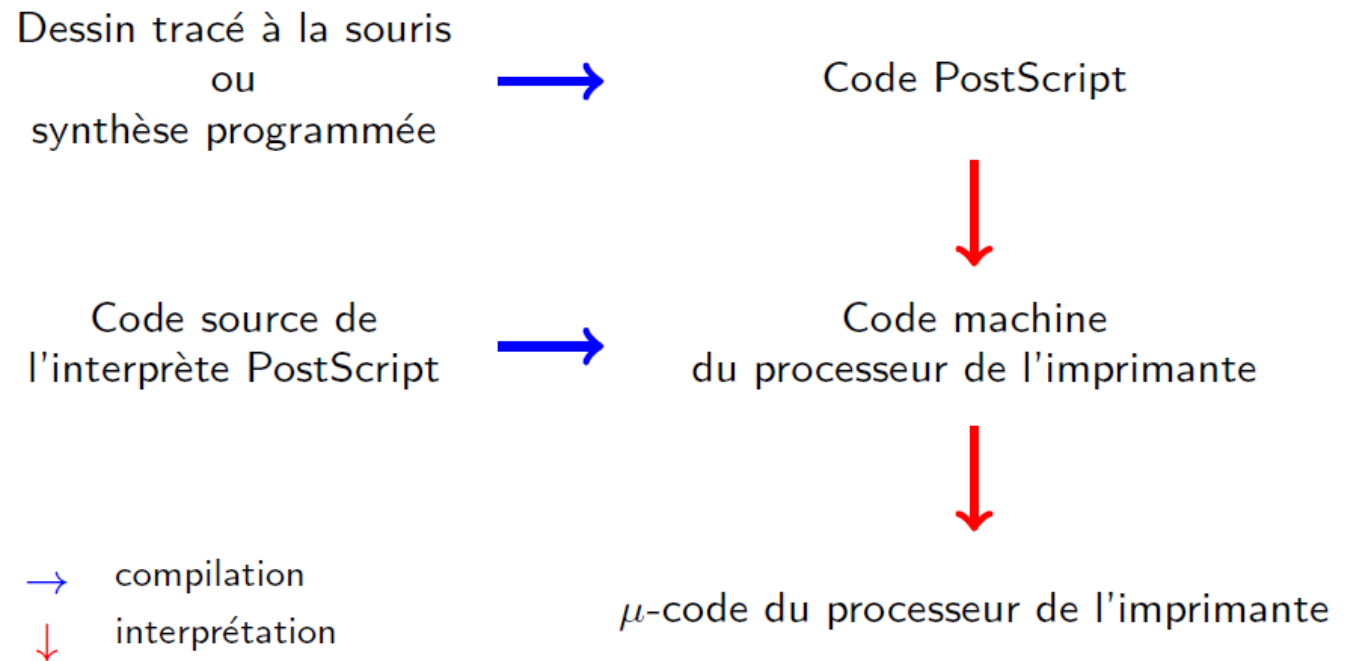 Dessin tracé à la souris
ou
synthèse programmée
Code PostScript
Code source de
l'interprète PostScript
Code machine
du processeur de l'imprimante
compilation
interprétation
μ-code du processeur de l'imprimante